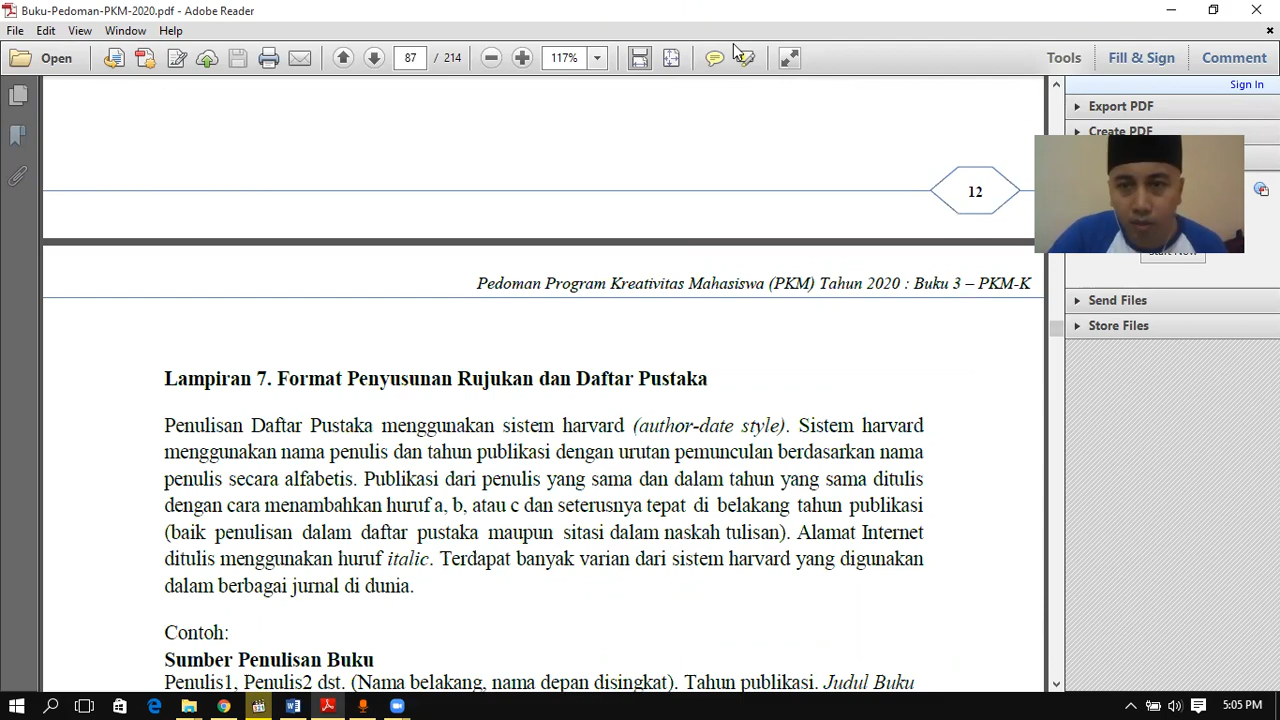 Buku-Pedoman-PKM-2020.pdf - Adobe Reader
File Edit View Window Help
Open 87 / 214 117% Tools Fill & Sign Comment
Sign In
Export PDF
Create PDF
12
Pedoman Program Kreativitas Mahasiswa (PKM) Tahun 2020 : Buku 3 – PKM-K
Start Now
Send Files
Store Files
Lampiran 7. Format Penyusunan Rujukan dan Daftar Pustaka
Penulisan Daftar Pustaka menggunakan sistem harvard (author-date style). Sistem harvard
menggunakan nama penulis dan tahun publikasi dengan urutan pemunculan berdasarkan nama
penulis secara alfabetis. Publikasi dari penulis yang sama dan dalam tahun yang sama ditulis
dengan cara menambahkan huruf a, b, atau c dan seterusnya tepat di belakang tahun publikasi
(baik penulisan dalam daftar pustaka maupun sitasi dalam naskah tulisan). Alamat Internet
ditulis menggunakan huruf italic. Terdapat banyak varian dari sistem harvard yang digunakan
dalam berbagai jurnal di dunia.
Contoh:
Sumber Penulisan Buku
Penulis1, Penulis2 dst. (Nama belakang, nama depan disingkat). Tahun publikasi. Judul Buku
5:05 PM